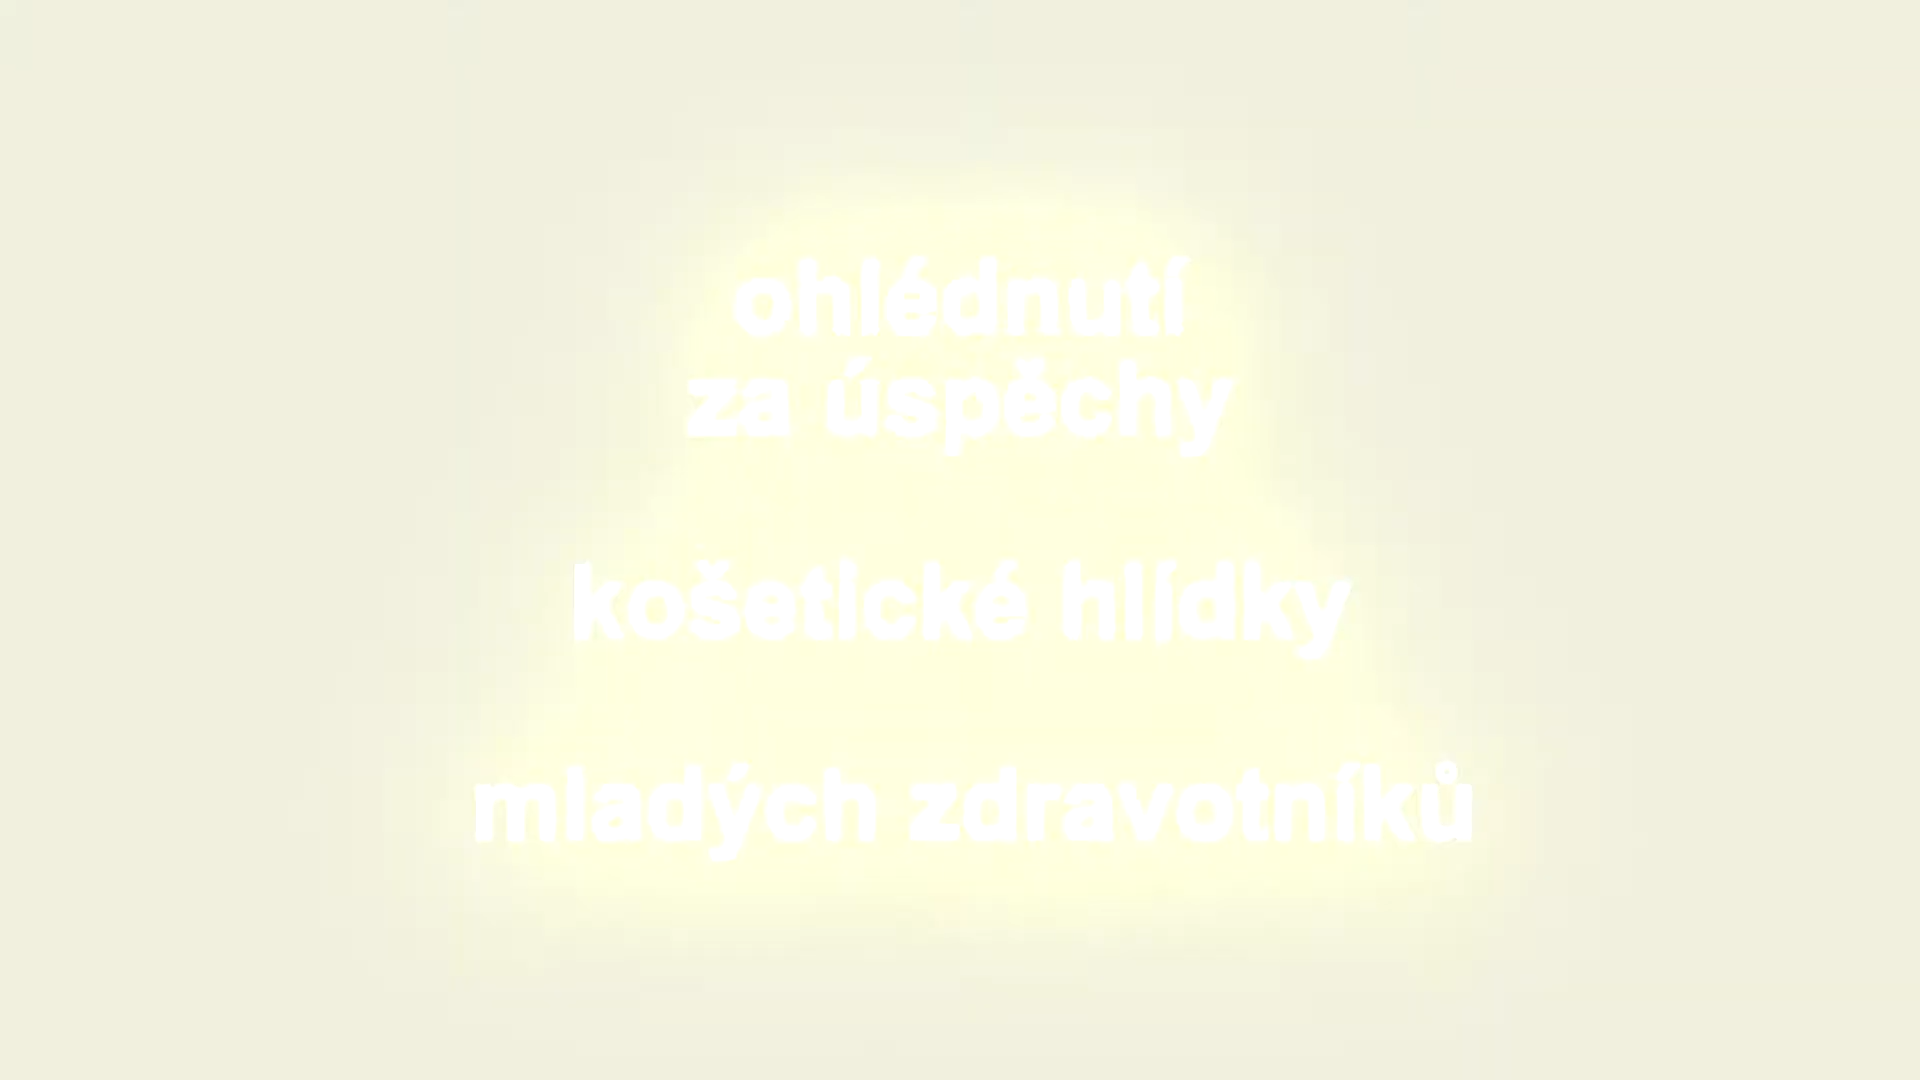 ohlédnutí
za úspěchy
košetické hlídky
mladých zdravotníků